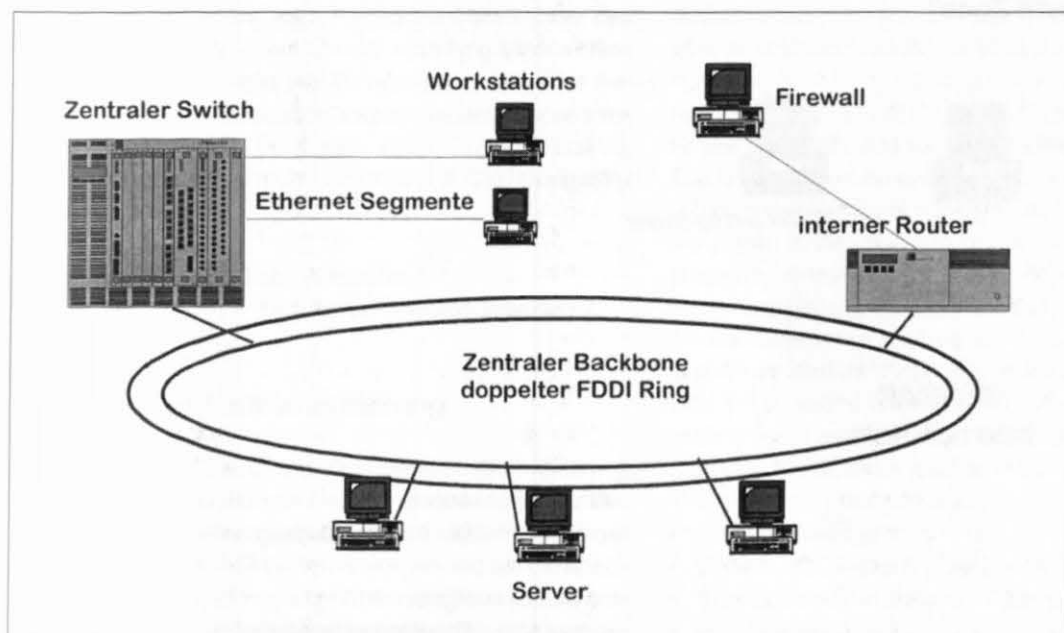 Workstations
Firewall
Zentraler Switch
Ethernet Segmente
interner Router
Zentraler Backbone
doppelter FDDI Ring
Server